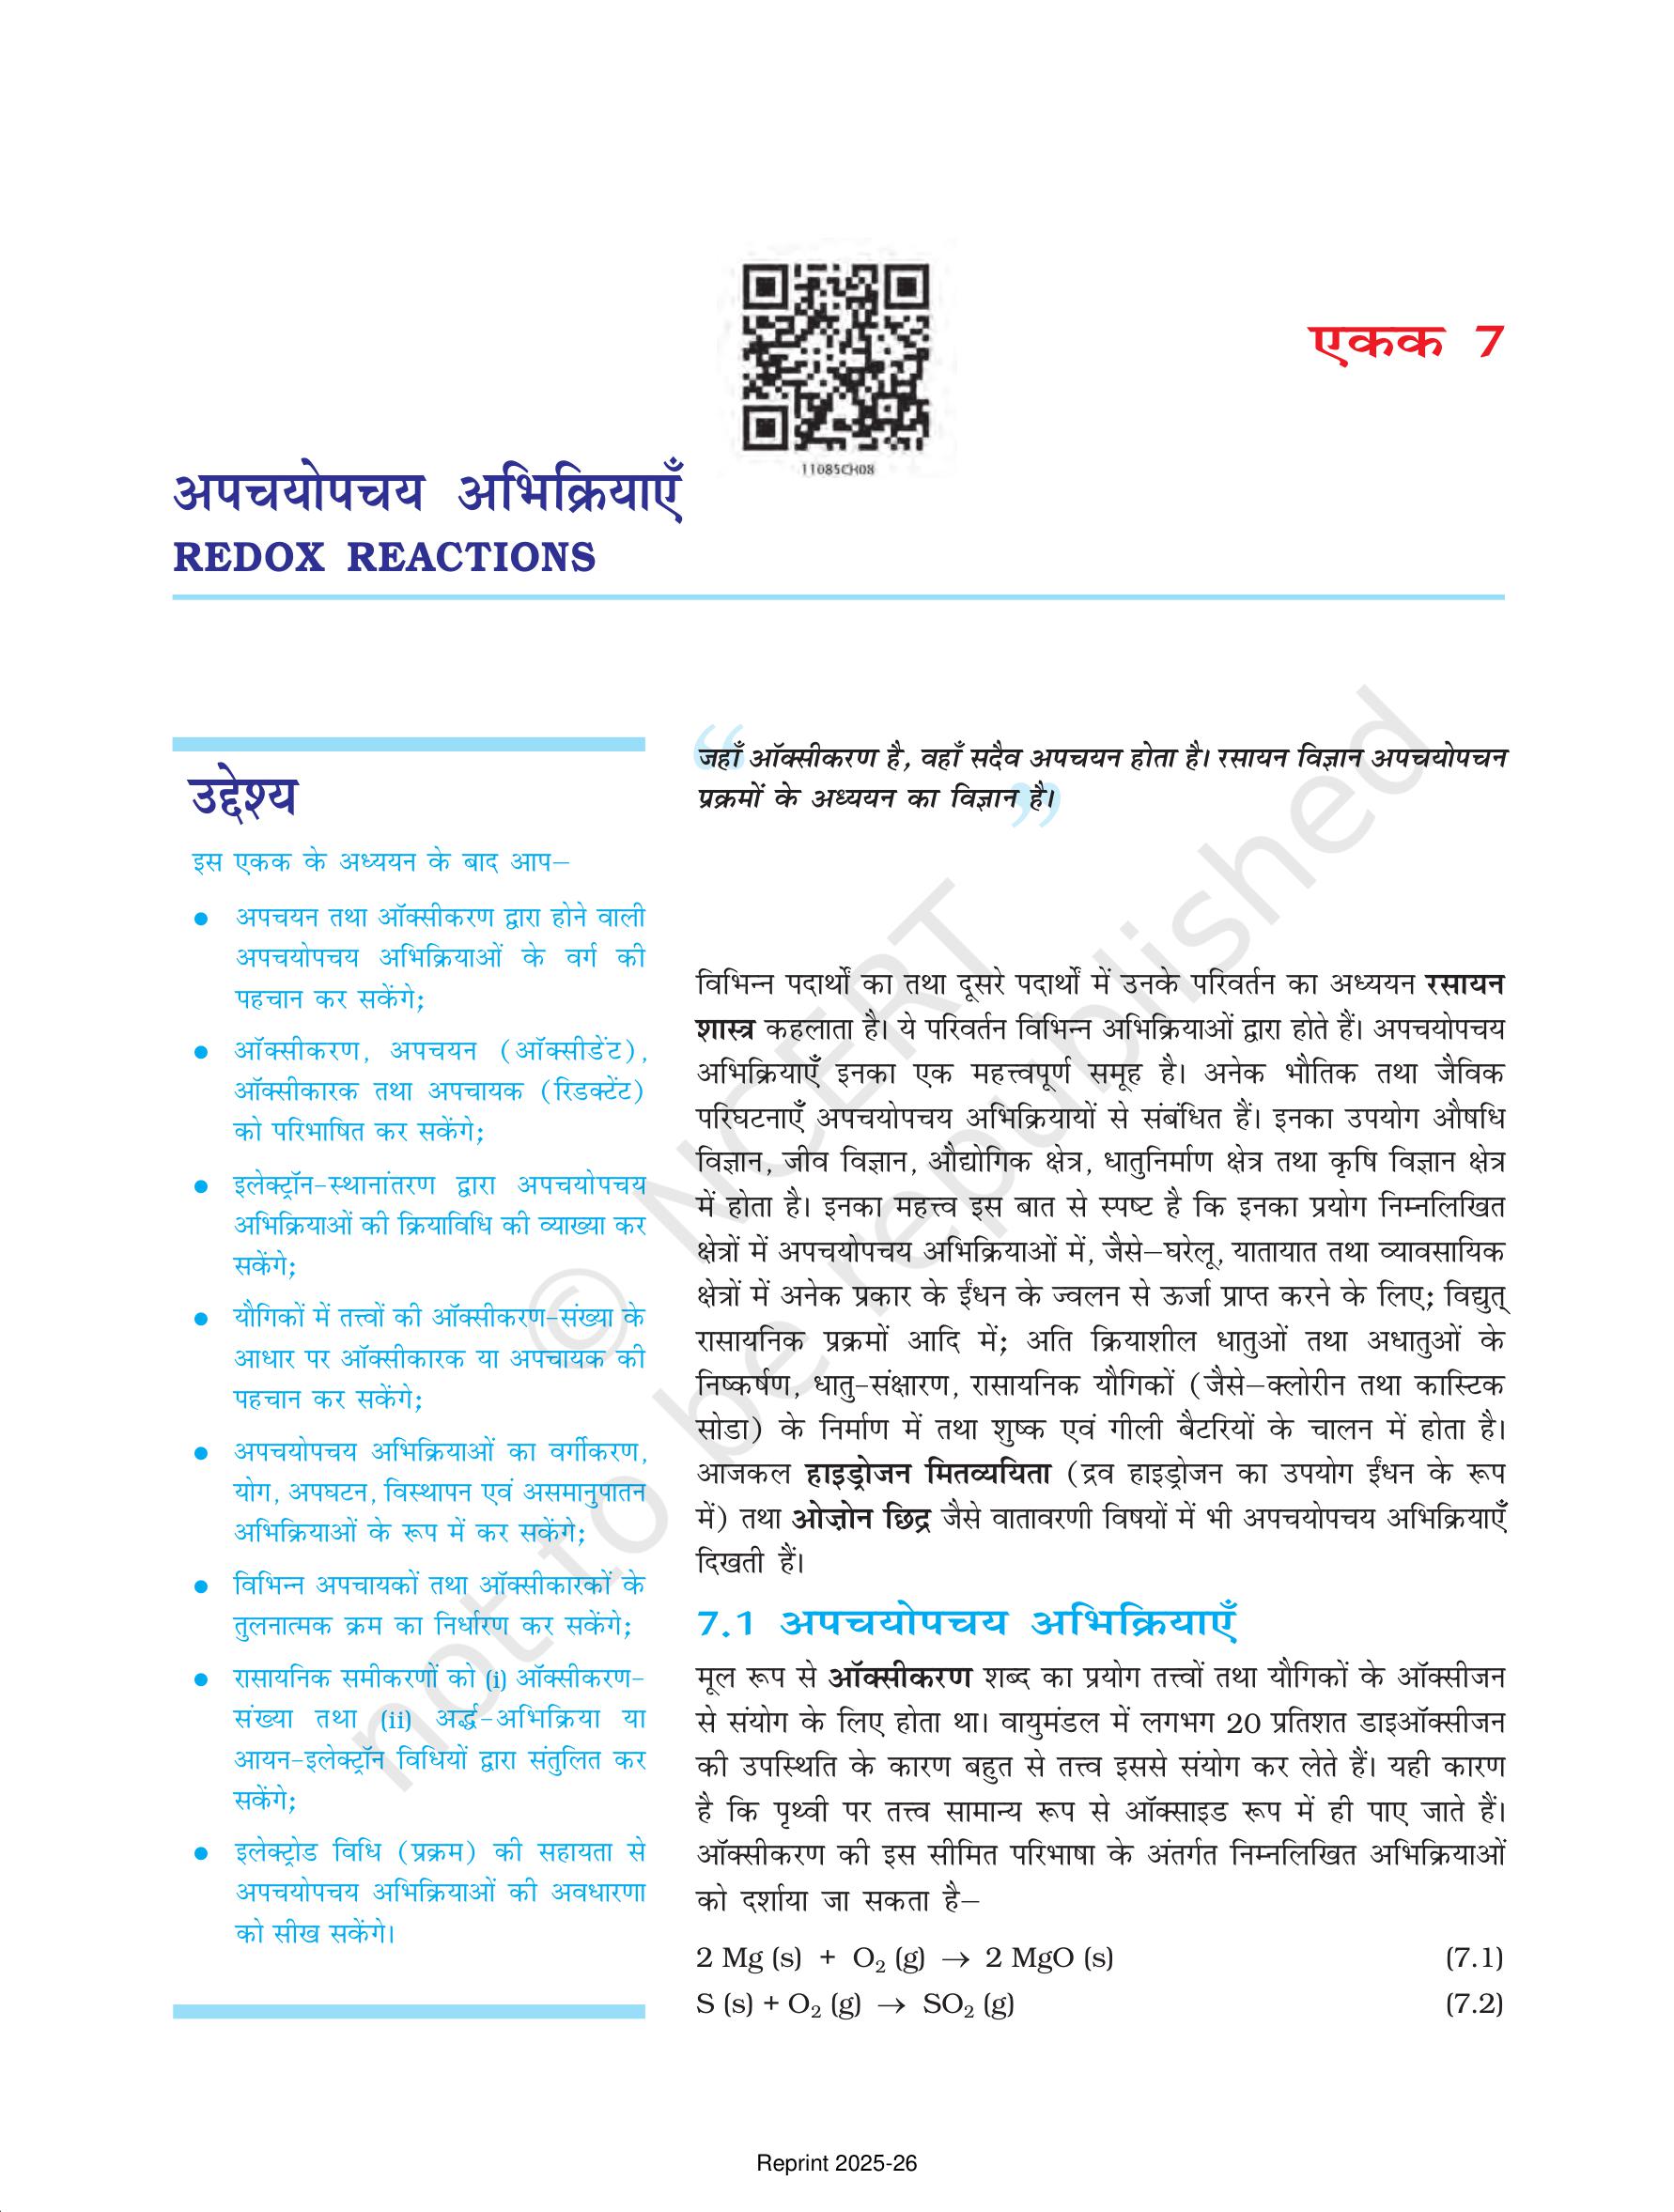 11085CH08
एकक 7
अपचयोपचय अभिक्रियाएँ
REDOX REACTIONS
उद्देश्य
इस एकक के अध्ययन के बाद आप–
● अपचयन तथा ऑक्सीकरण द्वारा होने वाली
अपचयोपचय अभिक्रियाओं के वर्ग की
पहचान कर सकेंगे;
● ऑक्सीकरण, अपचयन (ऑक्सीडेंट),
ऑक्सीकारक तथा अपचायक (रिडक्टेंट)
को परिभाषित कर सकेंगे;
● इलेक्ट्रॉन-स्थानांतरण द्वारा अपचयोपचय
अभिक्रियाओं की क्रियाविधि की व्याख्या कर
सकेंगे;
● यौगिकों में तत्त्वों की ऑक्सीकरण-संख्या के
आधार पर ऑक्सीकारक या अपचायक की
पहचान कर सकेंगे;
● अपचयोपचय अभिक्रियाओं का वर्गीकरण,
योग, अपघटन, विस्थापन एवं असमानुपातन
अभिक्रियाओं के रूप में कर सकेंगे;
● विभिन्न अपचायकों तथा ऑक्सीकारकों के
तुलनात्मक क्रम का निर्धारण कर सकेंगे;
● रासायनिक समीकरणों को (i) ऑक्सीकरण-
संख्या तथा (ii) अर्द्ध-अभिक्रिया या
आयन-इलेक्ट्रॉन विधियों द्वारा संतुलित कर
सकेंगे;
● इलेक्ट्रोड विधि (प्रक्रम) की सहायता से
अपचयोपचय अभिक्रियाओं की अवधारणा
को सीख सकेंगे।
“जहाँ ऑक्सीकरण है, वहाँ सदैव अपचयन होता है। रसायन विज्ञान अपचयोपचन
प्रक्रमों के अध्ययन का विज्ञान है।”
विभिन्न पदार्थों का तथा दूसरे पदार्थों में उनके परिवर्तन का अध्ययन रसायन
शास्त्र कहलाता है। ये परिवर्तन विभिन्न अभिक्रियाओं द्वारा होते हैं। अपचयोपचय
अभिक्रियाएँ इनका एक महत्त्वपूर्ण समूह है। अनेक भौतिक तथा जैविक
परिघटनाएँ अपचयोपचय अभिक्रियायों से संबंधित हैं। इनका उपयोग औषधि
विज्ञान, जीव विज्ञान, औद्योगिक क्षेत्र, धातुनिर्माण क्षेत्र तथा कृषि विज्ञान क्षेत्र
में होता है। इनका महत्त्व इस बात से स्पष्ट है कि इनका प्रयोग निम्नलिखित
क्षेत्रों में अपचयोपचय अभिक्रियाओं में, जैसे–घरेलू, यातायात तथा व्यावसायिक
क्षेत्रों में अनेक प्रकार के ईंधन के ज्वलन से ऊर्जा प्राप्त करने के लिए; विद्युत्
रासायनिक प्रक्रमों आदि में; अति क्रियाशील धातुओं तथा अधातुओं के
निष्कर्षण, धातु-संक्षारण, रासायनिक यौगिकों (जैसे–क्लोरीन तथा कास्टिक
सोडा) के निर्माण में तथा शुष्क एवं गीली बैटरियों के चालन में होता है।
आजकल हाइड्रोजन मितव्ययिता (द्रव हाइड्रोजन का उपयोग ईंधन के रूप
में) तथा ओज़ोन छिद्र जैसे वातावरणी विषयों में भी अपचयोपचय अभिक्रियाएँ
दिखती हैं।
7.1 अपचयोपचय अभिक्रियाएँ
मूल रूप से ऑक्सीकरण शब्द का प्रयोग तत्त्वों तथा यौगिकों के ऑक्सीजन
से संयोग के लिए होता था। वायुमंडल में लगभग 20 प्रतिशत डाइऑक्सीजन
की उपस्थिति के कारण बहुत से तत्त्व इससे संयोग कर लेते हैं। यही कारण
है कि पृथ्वी पर तत्त्व सामान्य रूप से ऑक्साइड रूप में ही पाए जाते हैं।
ऑक्सीकरण की इस सीमित परिभाषा के अंतर्गत निम्नलिखित अभिक्रियाओं
को दर्शाया जा सकता है–
2 Mg (s) + O₂ (g) → 2 MgO (s) (7.1)
S (s) + O₂ (g) → SO₂ (g) (7.2)
© NCERT
not to be republished
Reprint 2025-26